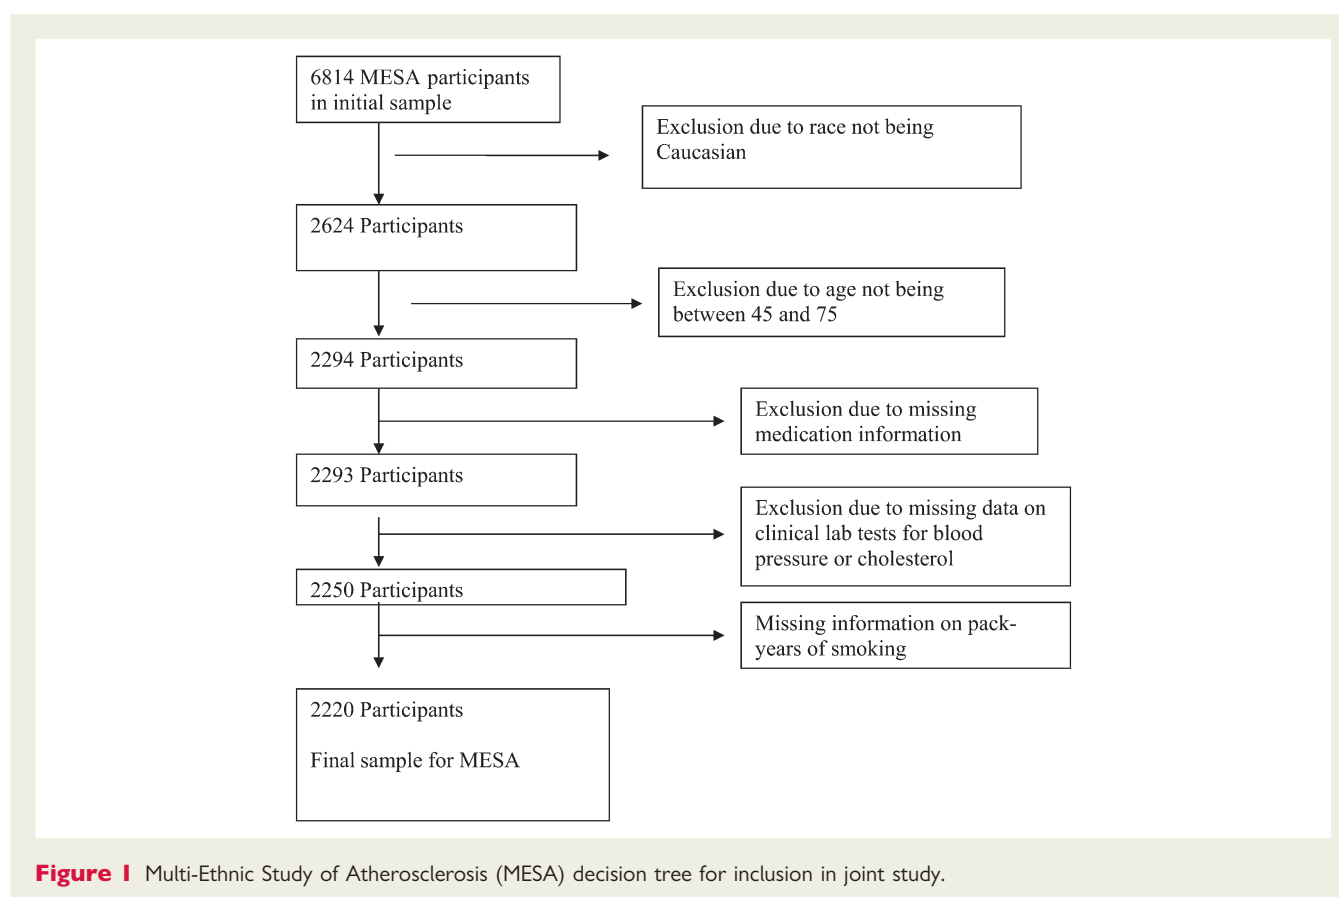 6814 MESA participants
in initial sample
Exclusion due to race not being
Caucasian
2624 Participants
Exclusion due to age not being
between 45 and 75
2294 Participants
Exclusion due to missing
medication information
2293 Participants
Exclusion due to missing data on
clinical lab tests for blood
pressure or cholesterol
2250 Participants
Missing information on pack-
years of smoking
2220 Participants
Final sample for MESA
Figure 1 Multi-Ethnic Study of Atherosclerosis (MESA) decision tree for inclusion in joint study.